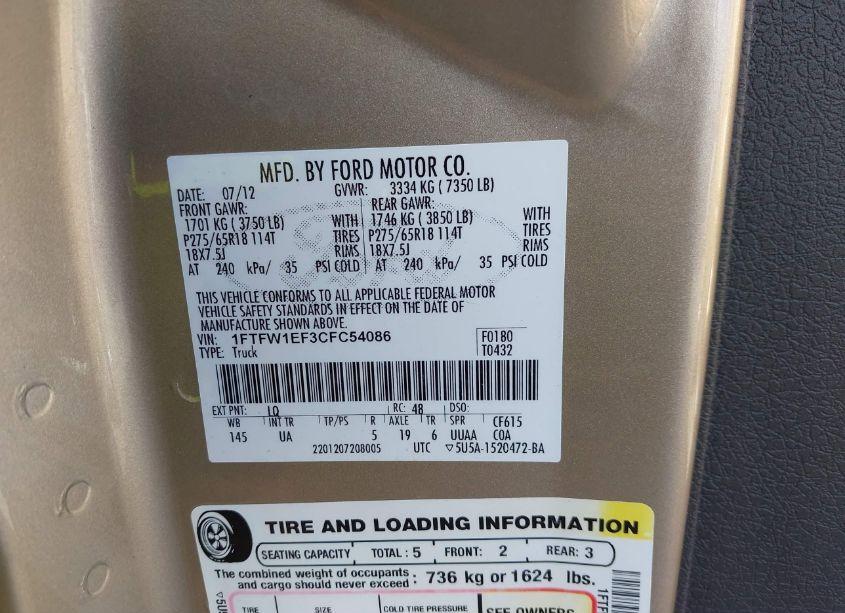 MFD. BY FORD MOTOR CO.
DATE: 07/12 GVWR: 3334 KG ( 7350 LB)
FRONT GAWR: REAR GAWR:
1701 KG ( 3750 LB) WITH 1746 KG ( 3850 LB) WITH
P275/65R18 114T TIRES P275/65R18 114T TIRES
18X7.5J RIMS 18X7.5J RIMS
AT 240 kPa/ 35 PSI COLD AT 240 kPa/ 35 PSI COLD
THIS VEHICLE CONFORMS TO ALL APPLICABLE FEDERAL MOTOR
VEHICLE SAFETY STANDARDS IN EFFECT ON THE DATE OF
MANUFACTURE SHOWN ABOVE.
VIN: 1FTFW1EF3CFC54086 F0180
TYPE: Truck T0432
EXT PNT: LQ RC: 48 DSO:
WB INT TR TP/PS R AXLE TR SPR CF615
145 UA 5 19 6 UUAA COA
2201207208005 UTC ▽5U5A-1520472-BA
TIRE AND LOADING INFORMATION
SEATING CAPACITY TOTAL : 5 FRONT: 2 REAR: 3
The combined weight of occupants
and cargo should never exceed : 736 kg or 1624 lbs.
TIRE SIZE COLD TIRE PRESSURE SEE OWNERS